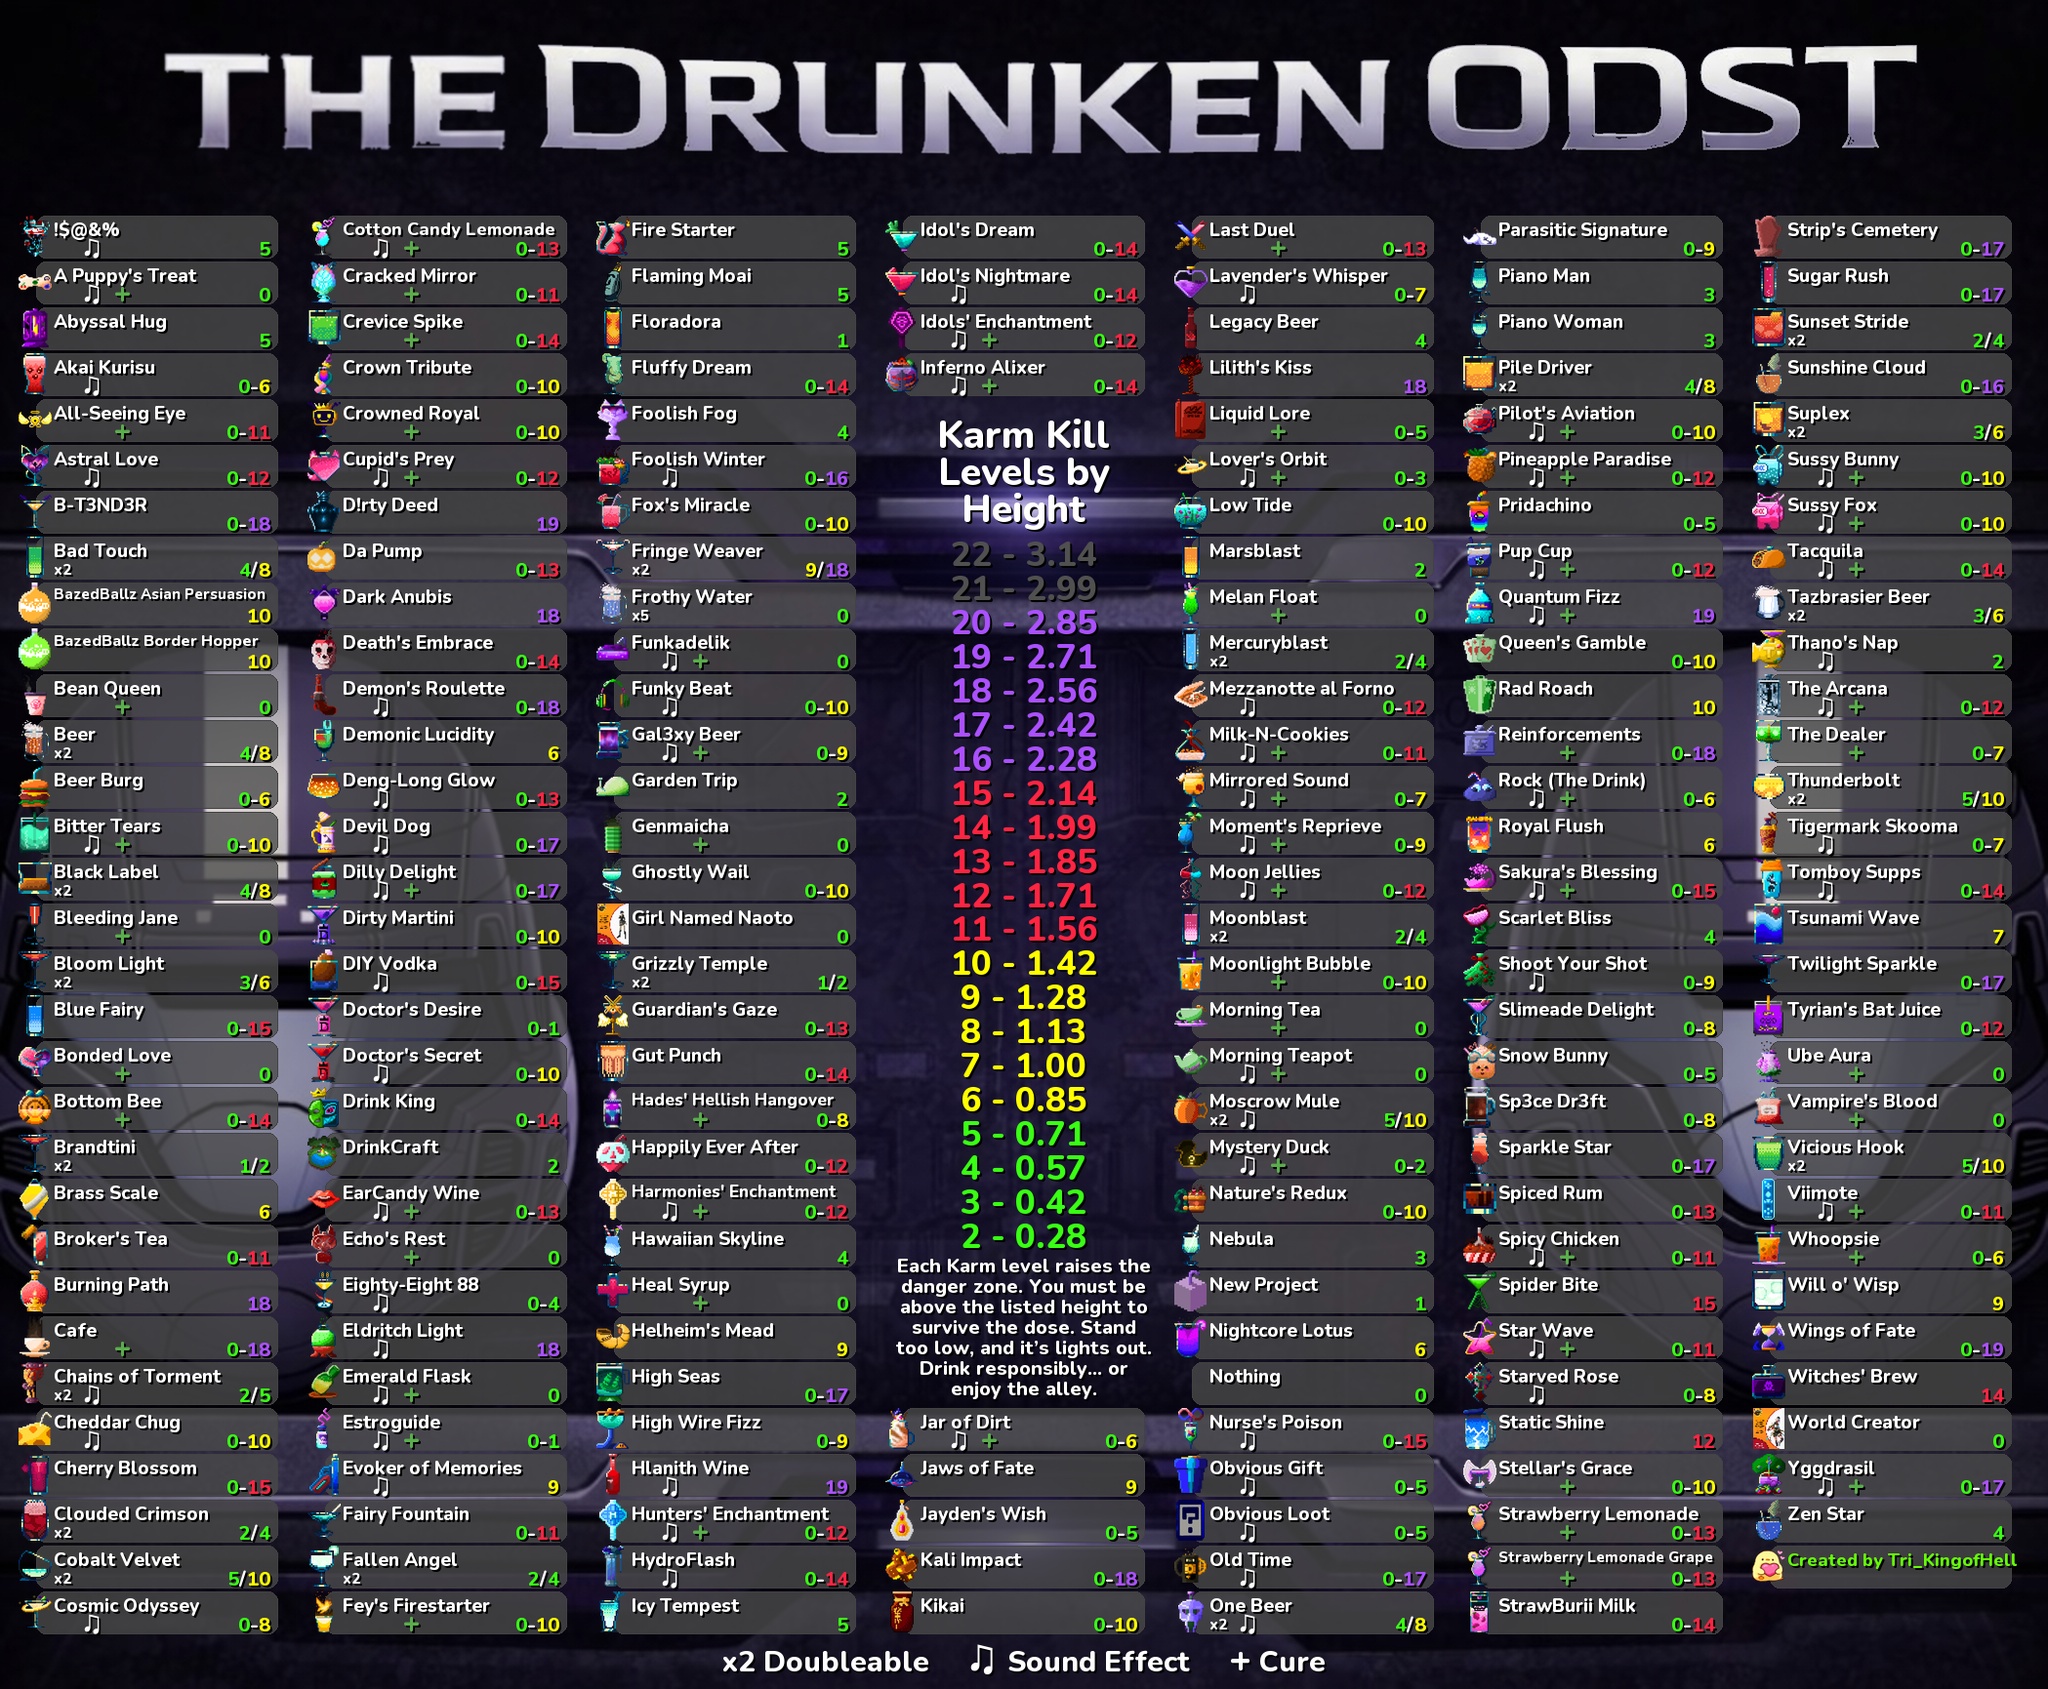 THE DRUNKEN ODST
!$@&%
♫ 5
A Puppy's Treat
♫ + 0
Abyssal Hug
5
Akai Kurisu
♫ 0-6
All-Seeing Eye
+ 0-11
Astral Love
♫ 0-12
B-T3ND3R
0-18
Bad Touch
x2 4/8
BazedBallz Asian Persuasion
10
BazedBallz Border Hopper
10
Bean Queen
+ 0
Beer
x2 4/8
Beer Burg
0-6
Bitter Tears
♫ + 0-10
Black Label
x2 4/8
Bleeding Jane
+ 0
Bloom Light
x2 3/6
Blue Fairy
0-15
Bonded Love
+ 0
Bottom Bee
+ 0-14
Brandtini
x2 1/2
Brass Scale
6
Broker's Tea
0-11
Burning Path
18
Cafe
+ 0-18
Chains of Torment
x2 ♫ 2/5
Cheddar Chug
♫ 0-10
Cherry Blossom
0-15
Clouded Crimson
x2 2/4
Cobalt Velvet
x2 5/10
Cosmic Odyssey
♫ 0-8
Cotton Candy Lemonade
♫ + 0-13
Cracked Mirror
+ 0-11
Crevice Spike
+ 0-14
Crown Tribute
0-10
Crowned Royal
+ 0-10
Cupid's Prey
♫ + 0-12
D!rty Deed
19
Da Pump
0-13
Dark Anubis
18
Death's Embrace
0-14
Demon's Roulette
♫ 0-18
Demonic Lucidity
6
Deng-Long Glow
♫ 0-13
Devil Dog
♫ 0-17
Dilly Delight
♫ + 0-17
Dirty Martini
0-10
DIY Vodka
♫ 0-15
Doctor's Desire
0-1
Doctor's Secret
♫ 0-10
Drink King
0-14
DrinkCraft
2
EarCandy Wine
♫ + 0-13
Echo's Rest
+ 0
Eighty-Eight 88
♫ 0-4
Eldritch Light
♫ 18
Emerald Flask
♫ + 0
Estroguide
♫ + 0-1
Evoker of Memories
♫ 9
Fairy Fountain
0-11
Fallen Angel
x2 2/4
Fey's Firestarter
+ 0-10
Fire Starter
5
Flaming Moai
5
Floradora
1
Fluffy Dream
0-14
Foolish Fog
4
Foolish Winter
♫ 0-16
Fox's Miracle
0-10
Fringe Weaver
x2 9/18
Frothy Water
x5 0
Funkadelik
♫ + 0
Funky Beat
♫ 0-10
Gal3xy Beer
♫ + 0-9
Garden Trip
2
Genmaicha
+ 0
Ghostly Wail
0-10
Girl Named Naoto
0
Grizzly Temple
x2 1/2
Guardian's Gaze
0-13
Gut Punch
0-14
Hades' Hellish Hangover
+ 0-8
Happily Ever After
0-12
Harmonies' Enchantment
♫ + 0-12
Hawaiian Skyline
4
Heal Syrup
+ 0
Helheim's Mead
9
High Seas
0-17
High Wire Fizz
0-9
Hlanith Wine
♫ 19
Hunters' Enchantment
♫ + 0-12
HydroFlash
♫ 0-14
Icy Tempest
5
Idol's Dream
0-14
Idol's Nightmare
♫ 0-14
Idols' Enchantment
♫ + 0-12
Inferno Alixer
♫ + 0-14
Karm Kill
Levels by
Height
22 - 3.14
21 - 2.99
20 - 2.85
19 - 2.71
18 - 2.56
17 - 2.42
16 - 2.28
15 - 2.14
14 - 1.99
13 - 1.85
12 - 1.71
11 - 1.56
10 - 1.42
9 - 1.28
8 - 1.13
7 - 1.00
6 - 0.85
5 - 0.71
4 - 0.57
3 - 0.42
2 - 0.28
Each Karm level raises the
danger zone. You must be
above the listed height to
survive the dose. Stand
too low, and it's lights out.
Drink responsibly... or
enjoy the alley.
Jar of Dirt
♫ + 0-6
Jaws of Fate
9
Jayden's Wish
0-5
Kali Impact
0-18
Kikai
0-10
Last Duel
+ 0-13
Lavender's Whisper
♫ 0-7
Legacy Beer
4
Lilith's Kiss
18
Liquid Lore
+ 0-5
Lover's Orbit
♫ + 0-3
Low Tide
0-10
Marsblast
2
Melan Float
+ 0
Mercuryblast
x2 2/4
Mezzanotte al Forno
♫ 0-12
Milk-N-Cookies
♫ + 0-11
Mirrored Sound
♫ + 0-7
Moment's Reprieve
♫ + 0-9
Moon Jellies
♫ + 0-12
Moonblast
x2 2/4
Moonlight Bubble
+ 0-10
Morning Tea
+ 0
Morning Teapot
♫ + 0
Moscrow Mule
x2 ♫ 5/10
Mystery Duck
♫ + 0-2
Nature's Redux
0-10
Nebula
3
New Project
1
Nightcore Lotus
6
Nothing
0
Nurse's Poison
♫ 0-15
Obvious Gift
♫ 0-5
Obvious Loot
♫ 0-5
Old Time
♫ 0-17
One Beer
x2 ♫ 4/8
Parasitic Signature
0-9
Piano Man
3
Piano Woman
3
Pile Driver
x2 4/8
Pilot's Aviation
♫ + 0-10
Pineapple Paradise
♫ + 0-12
Pridachino
0-5
Pup Cup
♫ + 0-12
Quantum Fizz
♫ + 19
Queen's Gamble
0-10
Rad Roach
10
Reinforcements
+ 0-18
Rock (The Drink)
♫ + 0-6
Royal Flush
6
Sakura's Blessing
♫ + 0-15
Scarlet Bliss
4
Shoot Your Shot
♫ 0-9
Slimeade Delight
0-8
Snow Bunny
0-5
Sp3ce Dr3ft
0-8
Sparkle Star
0-17
Spiced Rum
0-13
Spicy Chicken
♫ + 0-11
Spider Bite
15
Star Wave
♫ + 0-11
Starved Rose
♫ 0-8
Static Shine
12
Stellar's Grace
+ 0-10
Strawberry Lemonade
+ 0-13
Strawberry Lemonade Grape
+ 0-13
StrawBurii Milk
0-14
Strip's Cemetery
0-17
Sugar Rush
0-17
Sunset Stride
x2 2/4
Sunshine Cloud
0-16
Suplex
x2 3/6
Sussy Bunny
♫ + 0-10
Sussy Fox
♫ + 0-10
Tacquila
♫ + 0-14
Tazbrasier Beer
x2 3/6
Thano's Nap
♫ 2
The Arcana
♫ + 0-12
The Dealer
+ 0-7
Thunderbolt
x2 5/10
Tigermark Skooma
♫ 0-7
Tomboy Supps
♫ 0-14
Tsunami Wave
7
Twilight Sparkle
0-17
Tyrian's Bat Juice
0-12
Ube Aura
+ 0
Vampire's Blood
+ 0
Vicious Hook
x2 5/10
Viimote
♫ + 0-11
Whoopsie
+ 0-6
Will o' Wisp
9
Wings of Fate
0-19
Witches' Brew
14
World Creator
0
Yggdrasil
♫ + 0-17
Zen Star
4
Created by Tri_KingofHell
x2 Doubleable ♫ Sound Effect + Cure